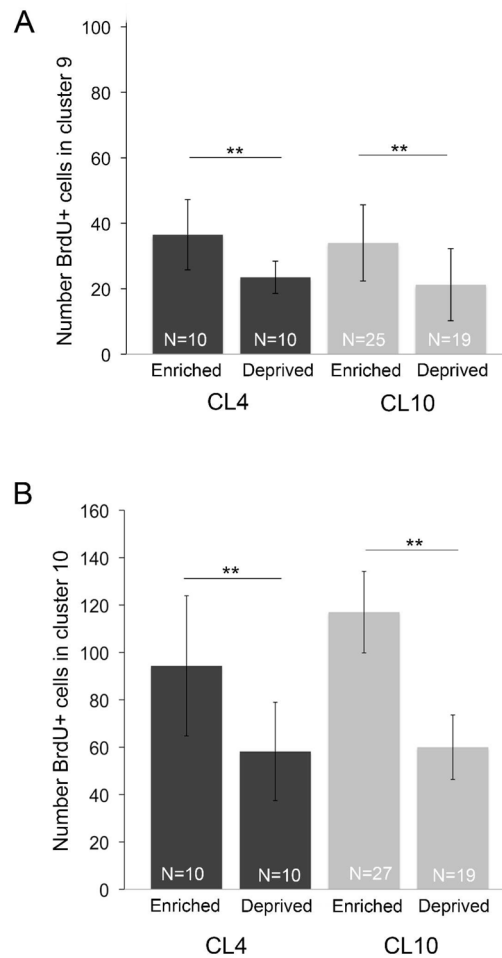 A
Number BrdU+ cells in cluster 9
100
80
60
40
20
0
**
**
N=10
N=10
N=25
N=19
Enriched
Deprived
Enriched
Deprived
CL4
CL10
B
Number BrdU+ cells in cluster 10
160
140
120
100
80
60
40
20
0
**
**
N=10
N=10
N=27
N=19
Enriched
Deprived
Enriched
Deprived
CL4
CL10